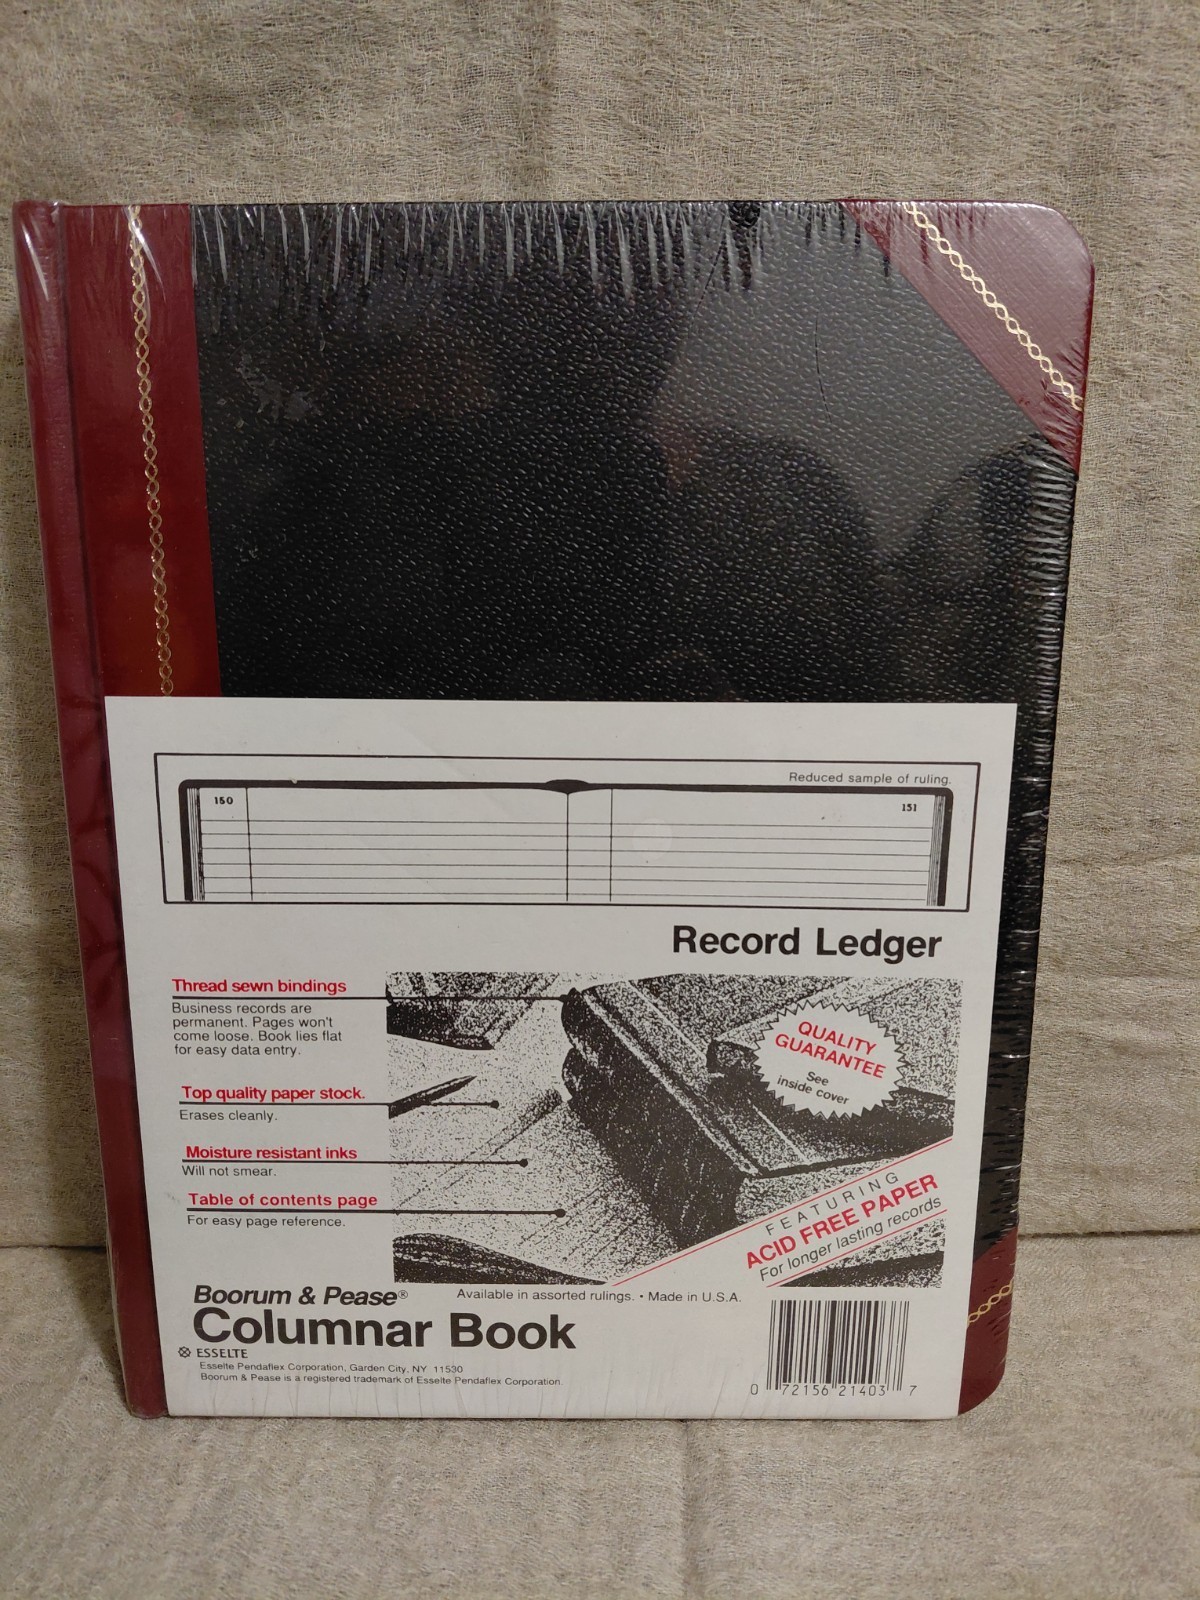 Reduced sample of ruling.
150
151
Record Ledger
Thread sewn bindings
Business records are
permanent. Pages won't
come loose. Book lies flat
for easy data entry.
Top quality paper stock.
Erases cleanly.
Moisture resistant inks
Will not smear.
Table of contents page
For easy page reference.
QUALITY
GUARANTEE
See
inside cover
FEATURING
ACID FREE PAPER
For longer lasting records
Boorum & Pease®
Available in assorted rulings. • Made in U.S.A.
Columnar Book
ESSELTE
Esselte Pendaflex Corporation, Garden City, NY 11530
Boorum & Pease is a registered trademark of Esselte Pendaflex Corporation.
0 72156 21403 7